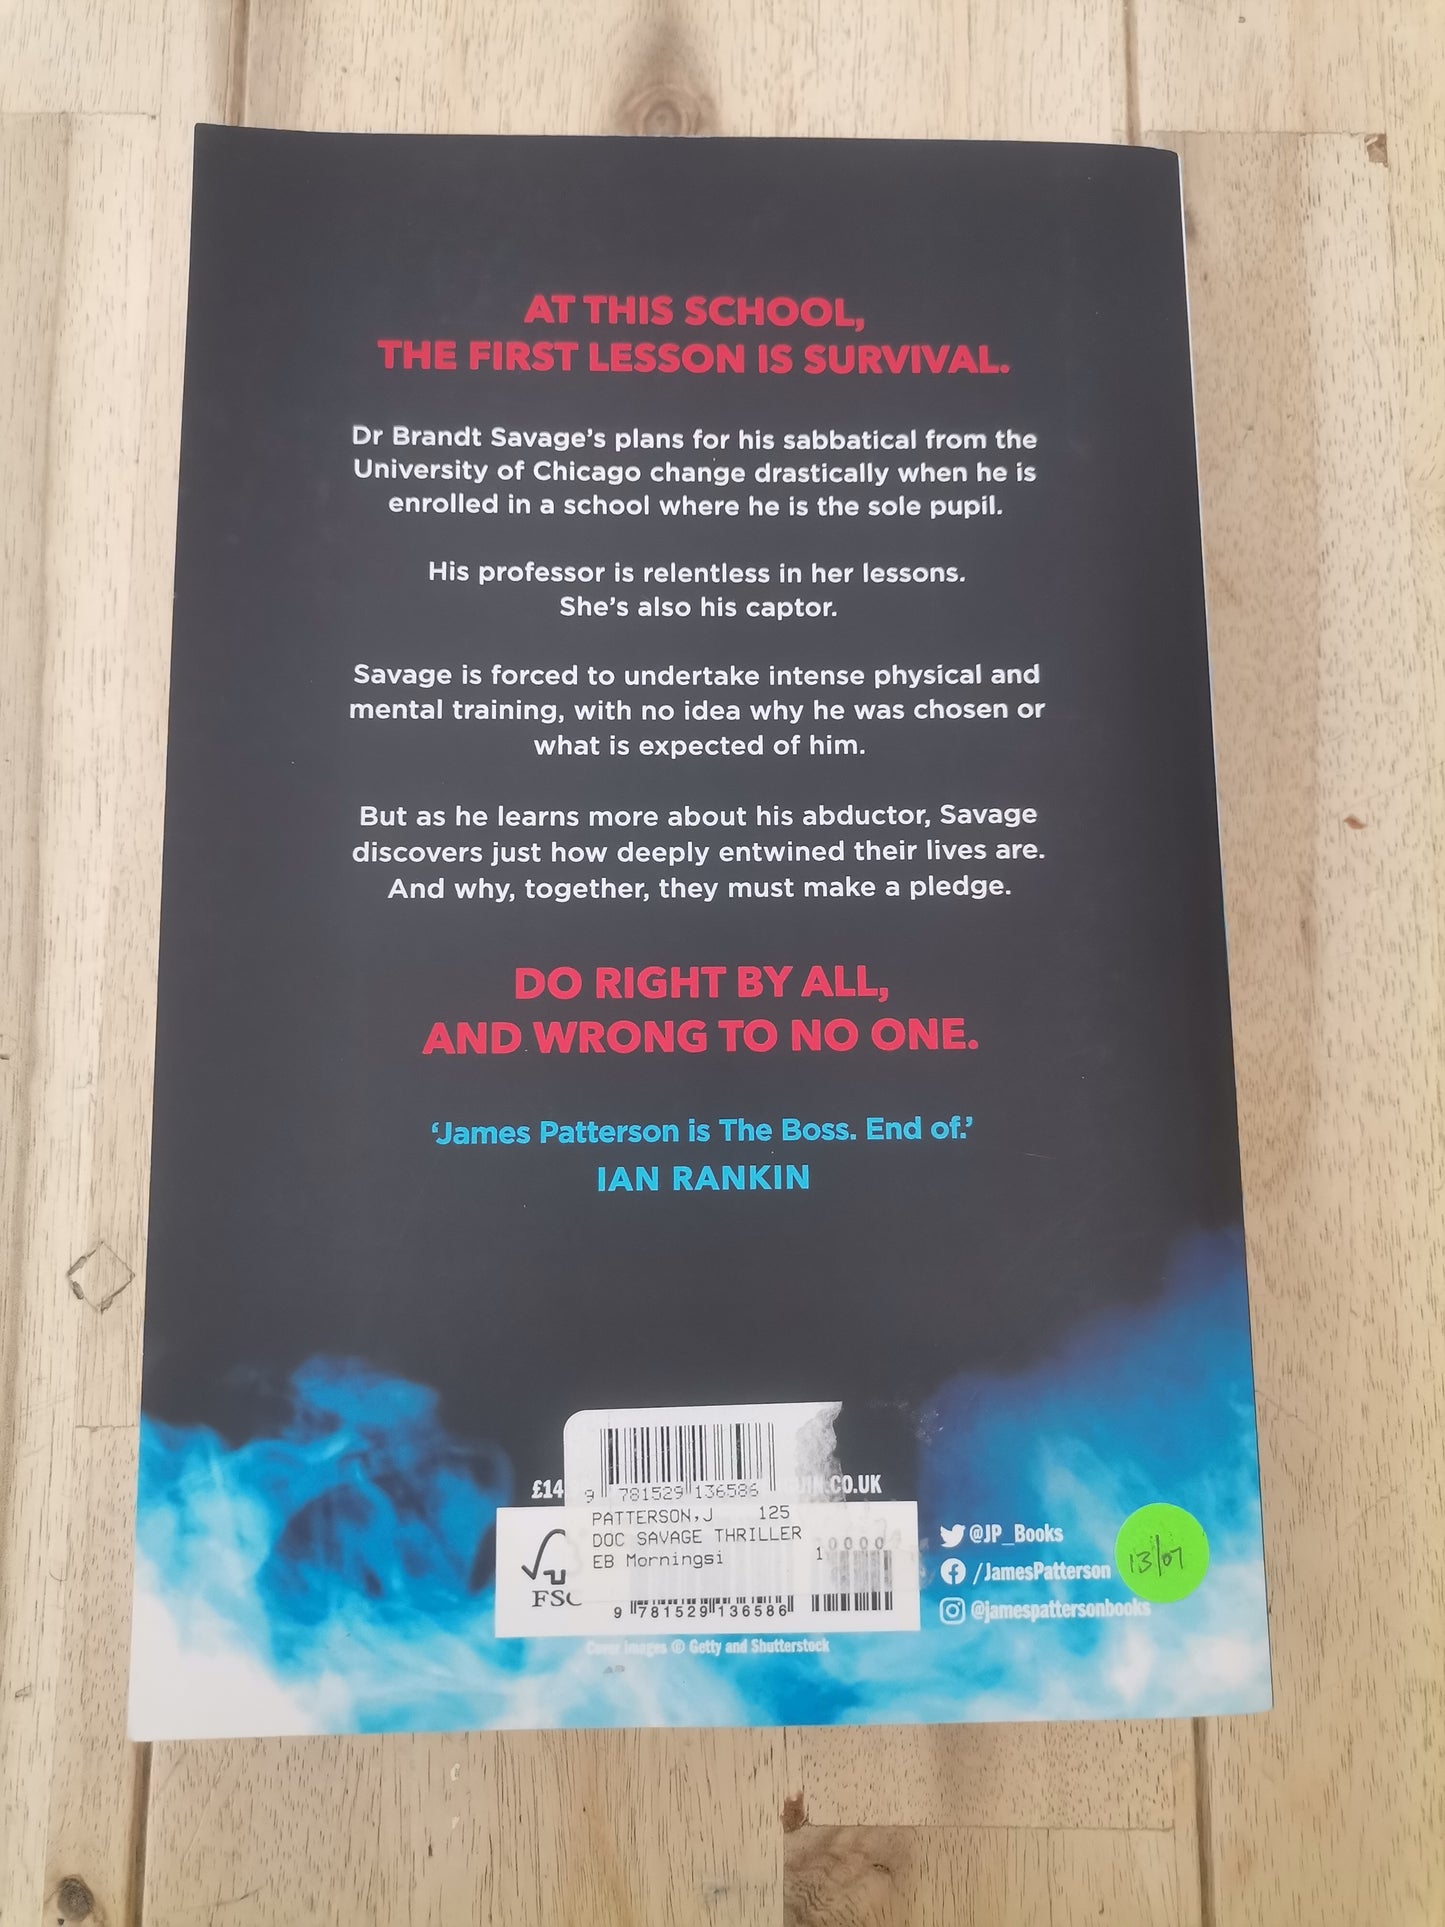 AT THIS SCHOOL,
THE FIRST LESSON IS SURVIVAL.
Dr Brandt Savage's plans for his sabbatical from the
University of Chicago change drastically when he is
enrolled in a school where he is the sole pupil.
His professor is relentless in her lessons.
She's also his captor.
Savage is forced to undertake intense physical and
mental training, with no idea why he was chosen or
what is expected of him.
But as he learns more about his abductor, Savage
discovers just how deeply entwined their lives are.
And why, together, they must make a pledge.
DO RIGHT BY ALL,
AND WRONG TO NO ONE.
‘James Patterson is The Boss. End of.’
IAN RANKIN
£14
.CO.UK
9 781529 136586
PATTERSON,J 125
DOC SAVAGE THRILLER
EB Morningsi
10000
FSC
9 781529 136586
@JP_Books
/JamesPatterson
@jamespattersonbooks
13/07
Cover images © Getty and Shutterstock